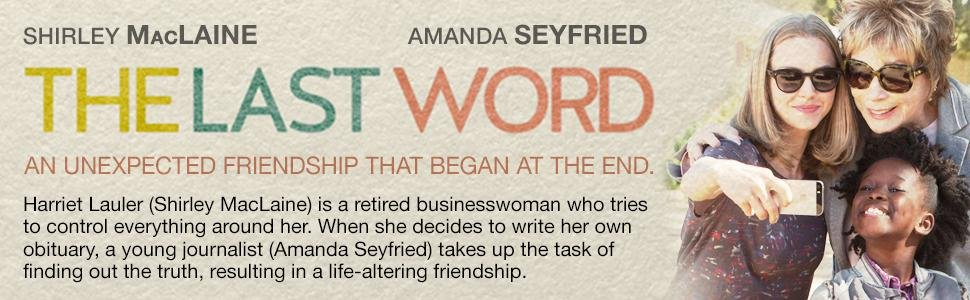 SHIRLEY MACLAINE AMANDA SEYFRIED
THE LAST WORD
AN UNEXPECTED FRIENDSHIP THAT BEGAN AT THE END.
Harriet Lauler (Shirley MacLaine) is a retired businesswoman who tries
to control everything around her. When she decides to write her own
obituary, a young journalist (Amanda Seyfried) takes up the task of
finding out the truth, resulting in a life-altering friendship.